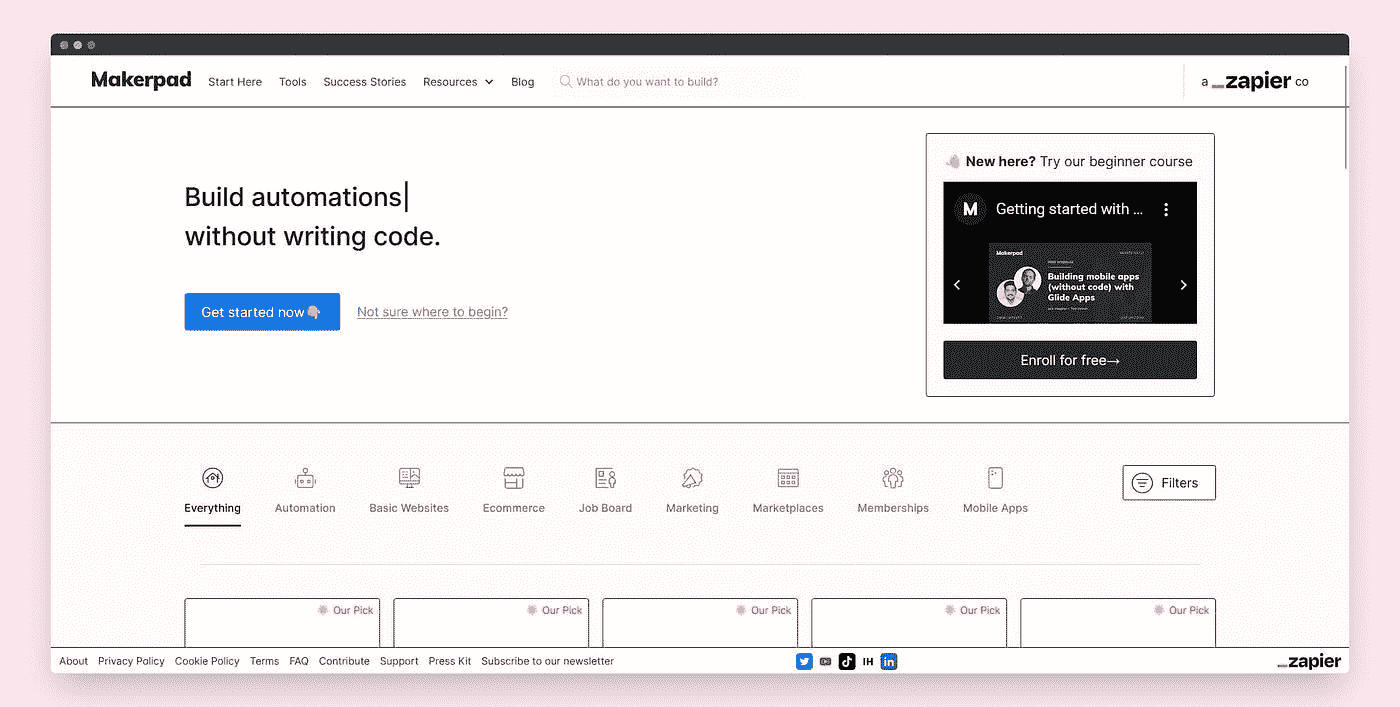 Makerpad Start Here Tools Success Stories Resources Blog What do you want to build? a _zapier co
Build automations|
without writing code.
Get started now Not sure where to begin?
New here? Try our beginner course
M Getting started with ...
Makerpad
Building mobile apps
(without code) with
Glide Apps
Enroll for free→
Everything Automation Basic Websites Ecommerce Job Board Marketing Marketplaces Memberships Mobile Apps Filters
Our Pick Our Pick Our Pick Our Pick Our Pick
About Privacy Policy Cookie Policy Terms FAQ Contribute Support Press Kit Subscribe to our newsletter IH in _zapier